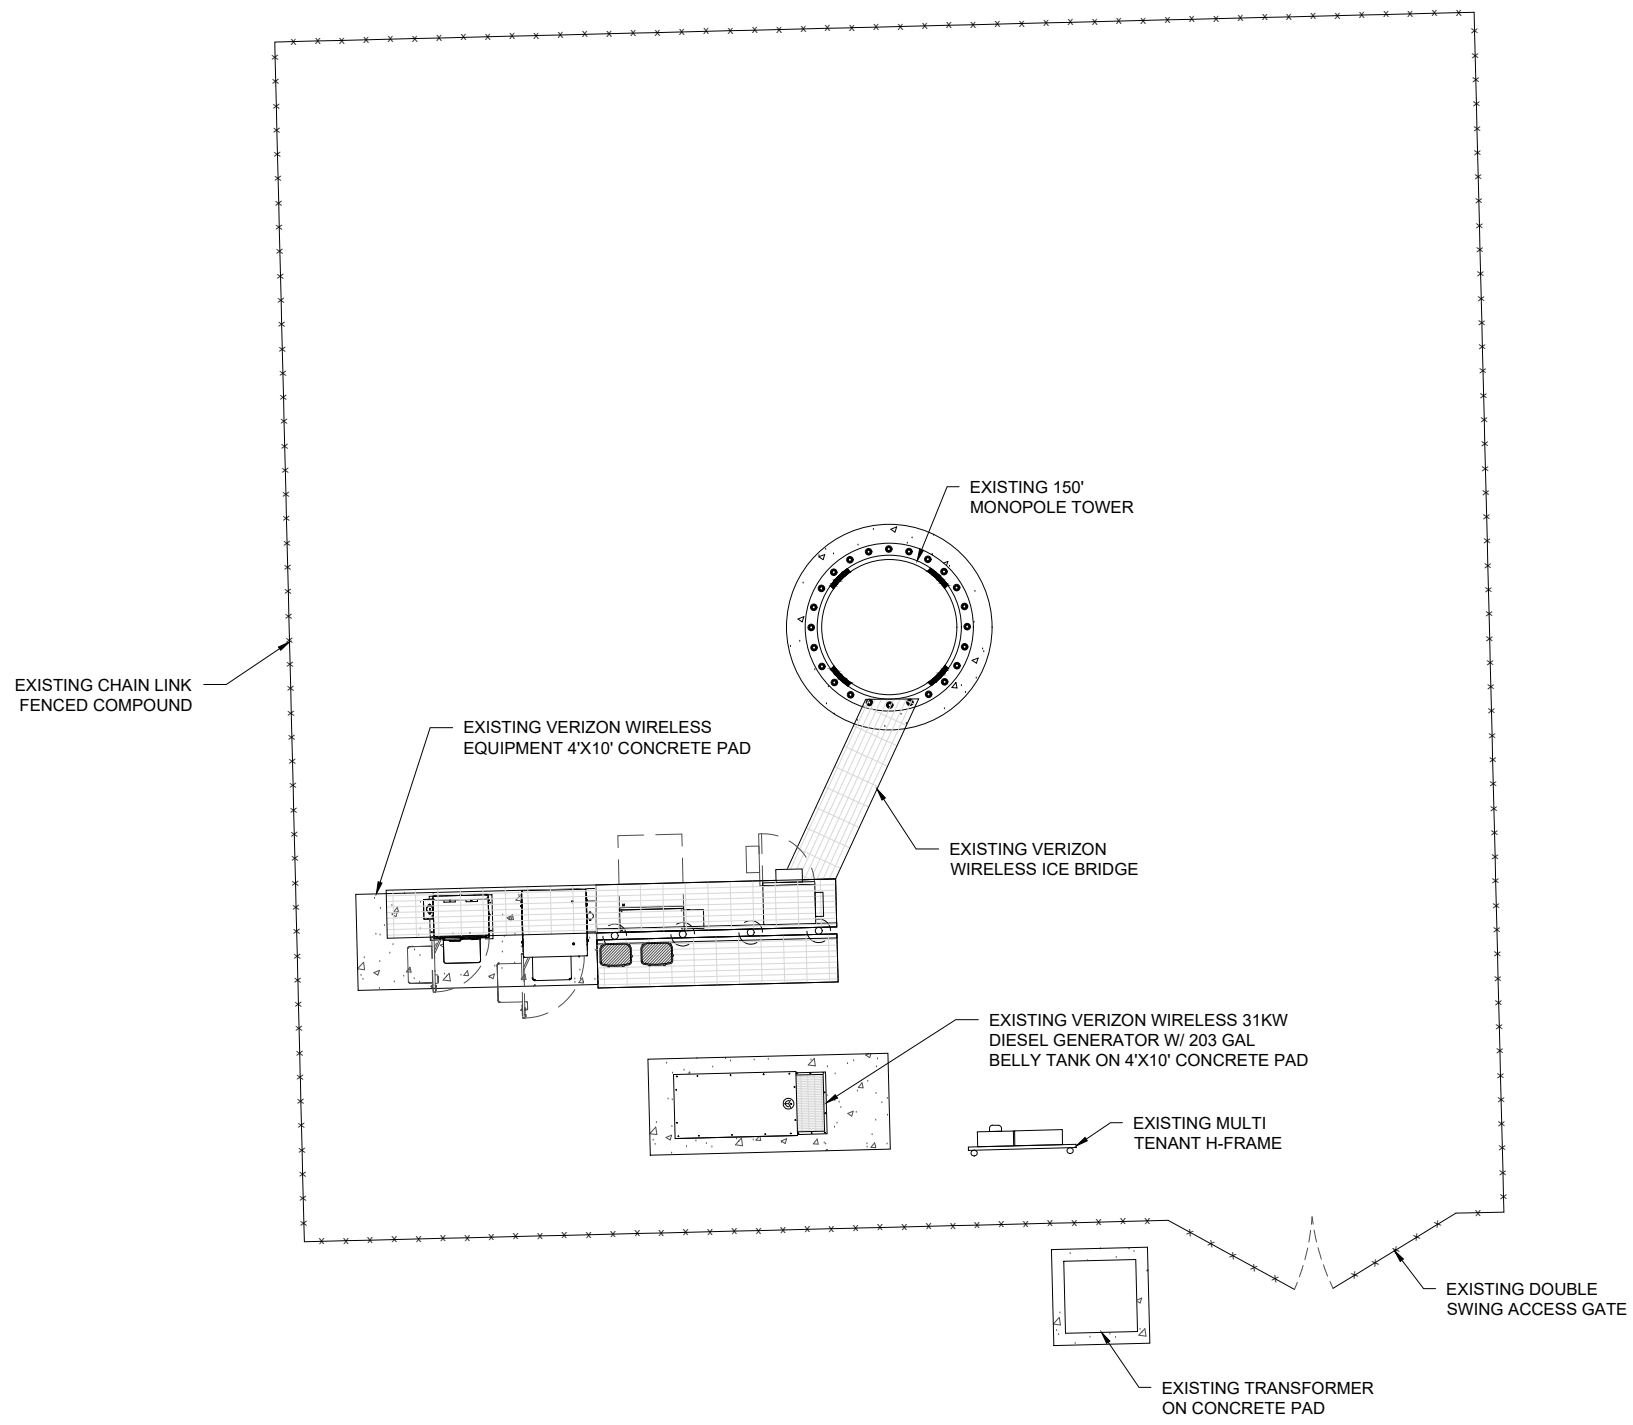 EXISTING 150'
MONOPOLE TOWER
EXISTING CHAIN LINK
FENCED COMPOUND
EXISTING VERIZON WIRELESS
EQUIPMENT 4'X10' CONCRETE PAD
EXISTING VERIZON
WIRELESS ICE BRIDGE
EXISTING VERIZON WIRELESS 31KW
DIESEL GENERATOR W/ 203 GAL
BELLY TANK ON 4'X10' CONCRETE PAD
EXISTING MULTI
TENANT H-FRAME
EXISTING DOUBLE
SWING ACCESS GATE
EXISTING TRANSFORMER
ON CONCRETE PAD